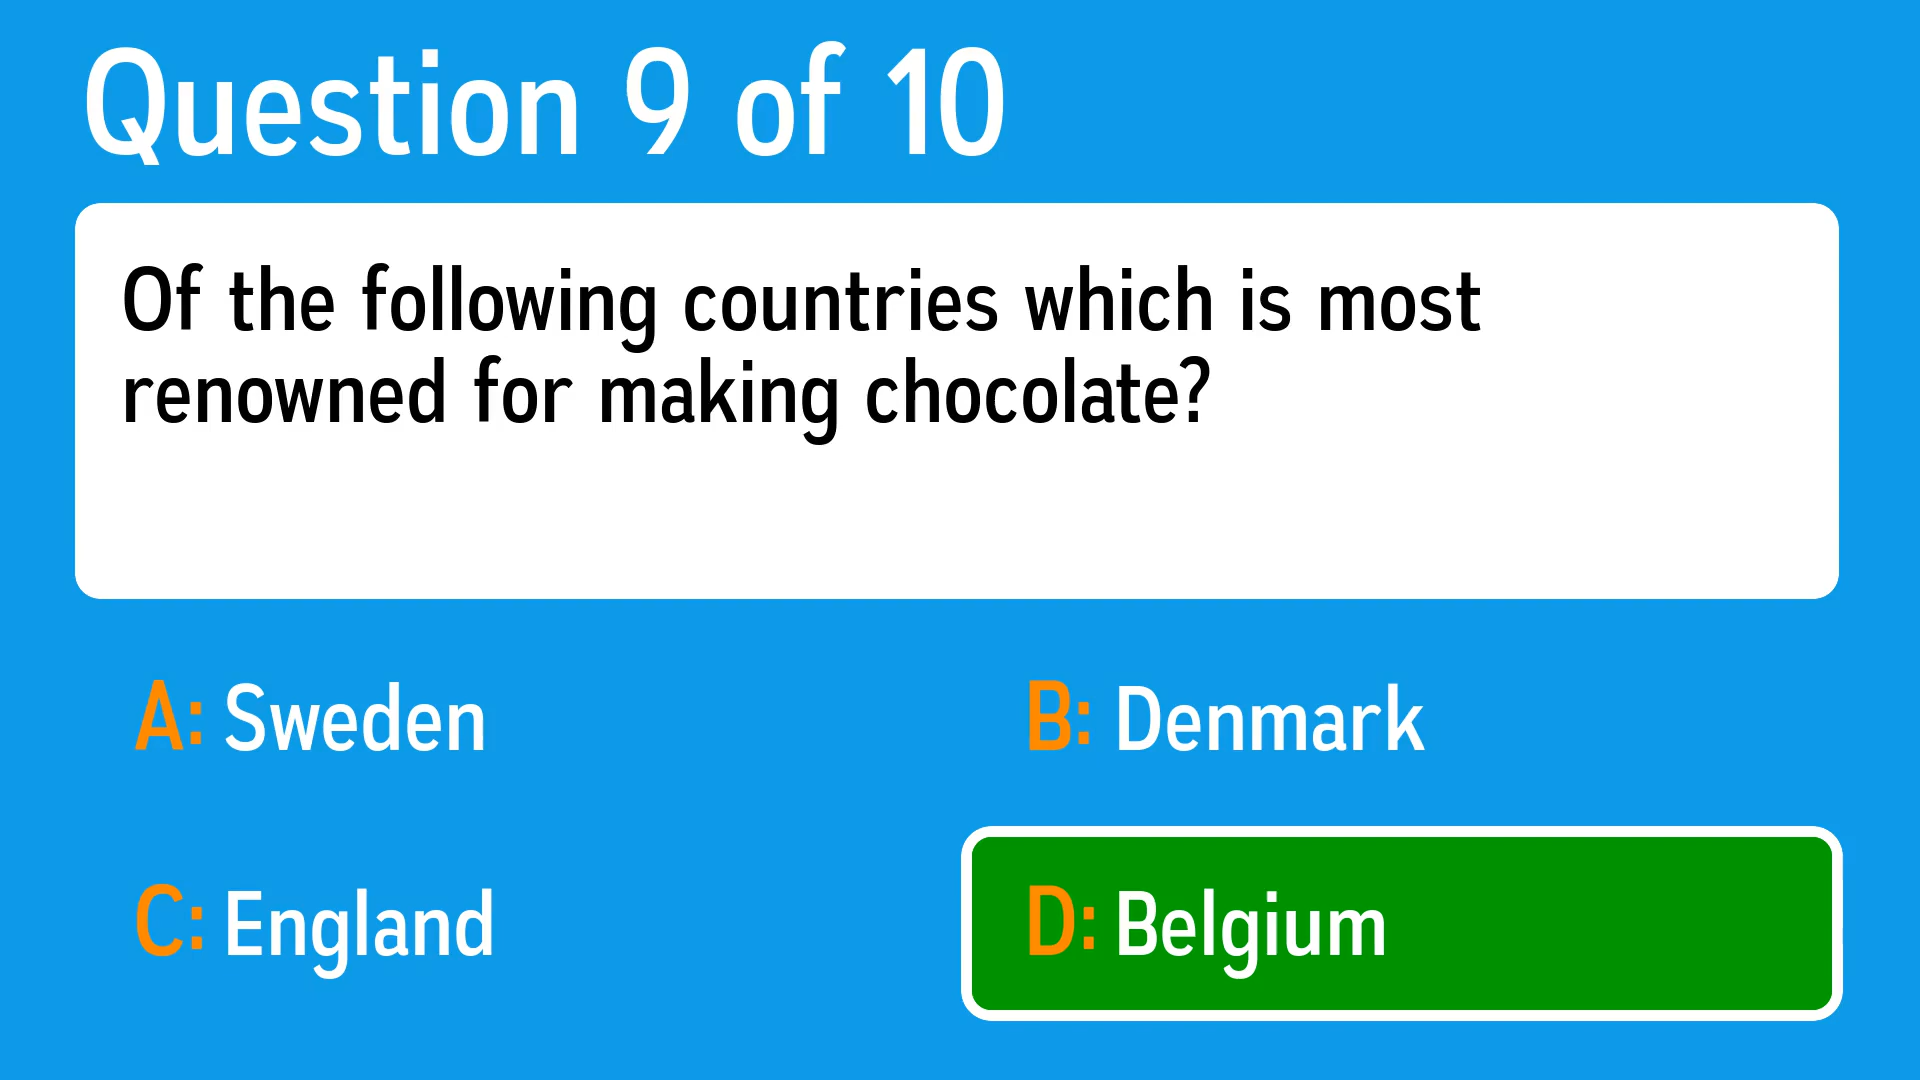 Question 9 of 10
Of the following countries which is most
renowned for making chocolate?
A: Sweden
B: Denmark
C: England
D: Belgium